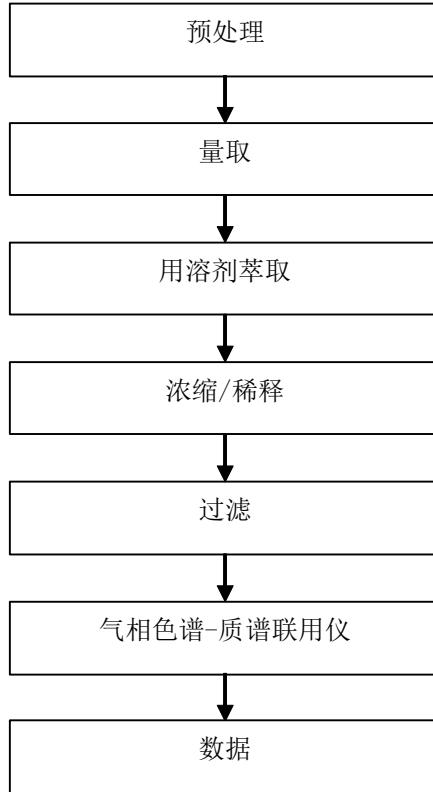 预处理
量取
用溶剂萃取
浓缩/稀释
过滤
气相色谱-质谱联用仪
数据